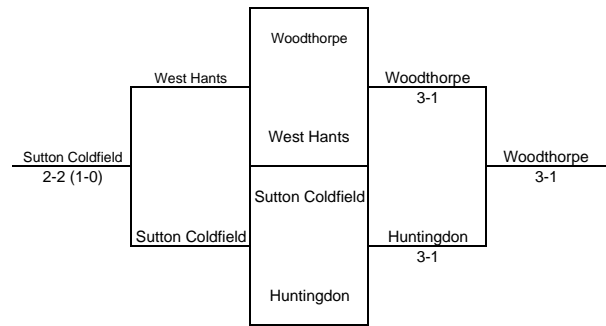 Woodthorpe
West Hants
Woodthorpe
3-1
West Hants
Sutton Coldfield
2-2 (1-0)
Woodthorpe
3-1
Sutton Coldfield
Sutton Coldfield
Huntingdon
3-1
Huntingdon